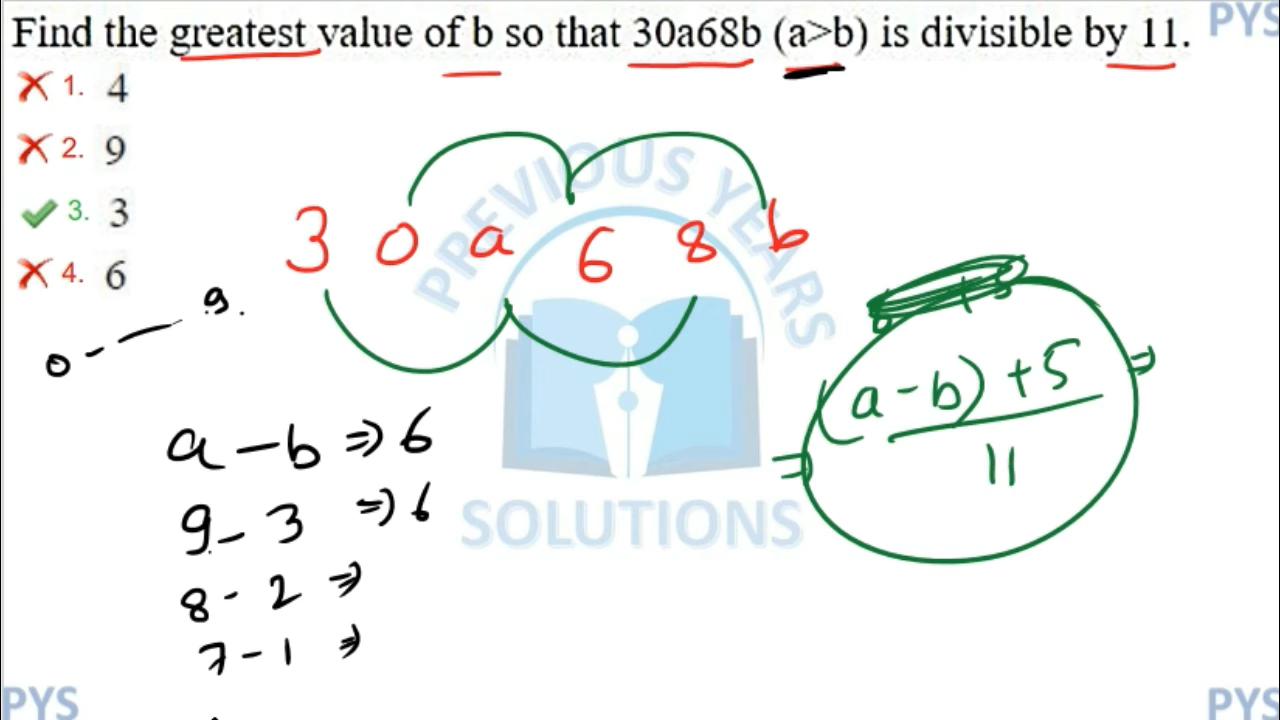 PYS
Find the greatest value of b so that 30a68b (a>b) is divisible by 11.
1. 4
2. 9
3. 3
4. 6
PREVIOUS YEARS
SOLUTIONS
3 0 a 6 8 b
0 - — 9.
(a-b) +5
11
a - b ⇒ 6
9 - 3 ⇒ 6
8 - 2 ⇒
7 - 1 ⇒
PYS
PYS